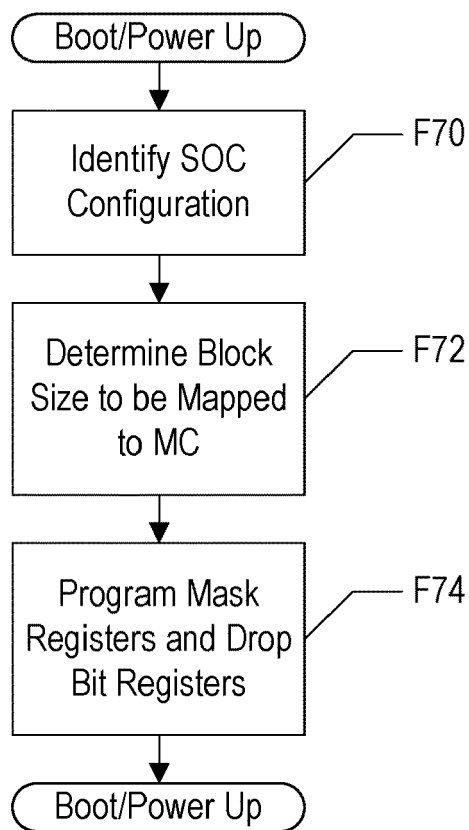 Boot/Power Up
Identify SOC
Configuration
F70
Determine Block
Size to be Mapped
to MC
F72
Program Mask
Registers and Drop
Bit Registers
F74
Boot/Power Up